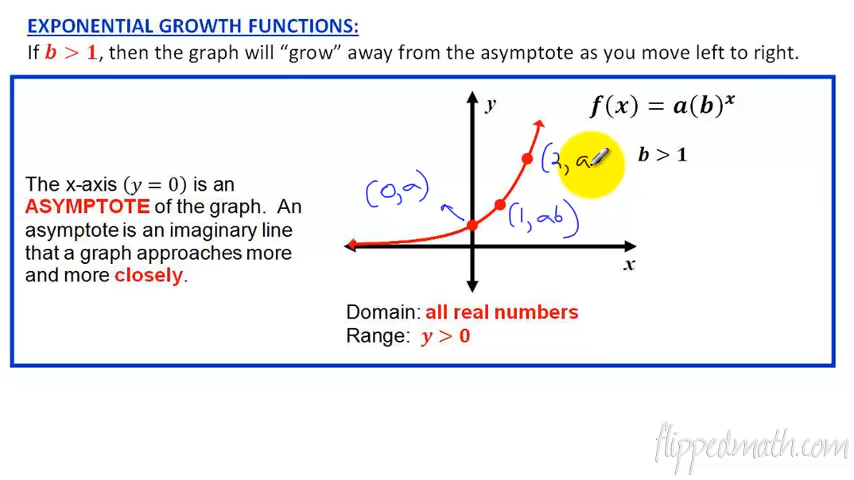 EXPONENTIAL GROWTH FUNCTIONS:
If b > 1, then the graph will “grow” away from the asymptote as you move left to right.
y
f(x) = a(b)^x
b > 1
(2, a
The x-axis (y = 0) is an
ASYMPTOTE of the graph. An
asymptote is an imaginary line
that a graph approaches more
and more closely.
(0, a)
(1, ab)
x
Domain: all real numbers
Range: y > 0
flippedmath.com